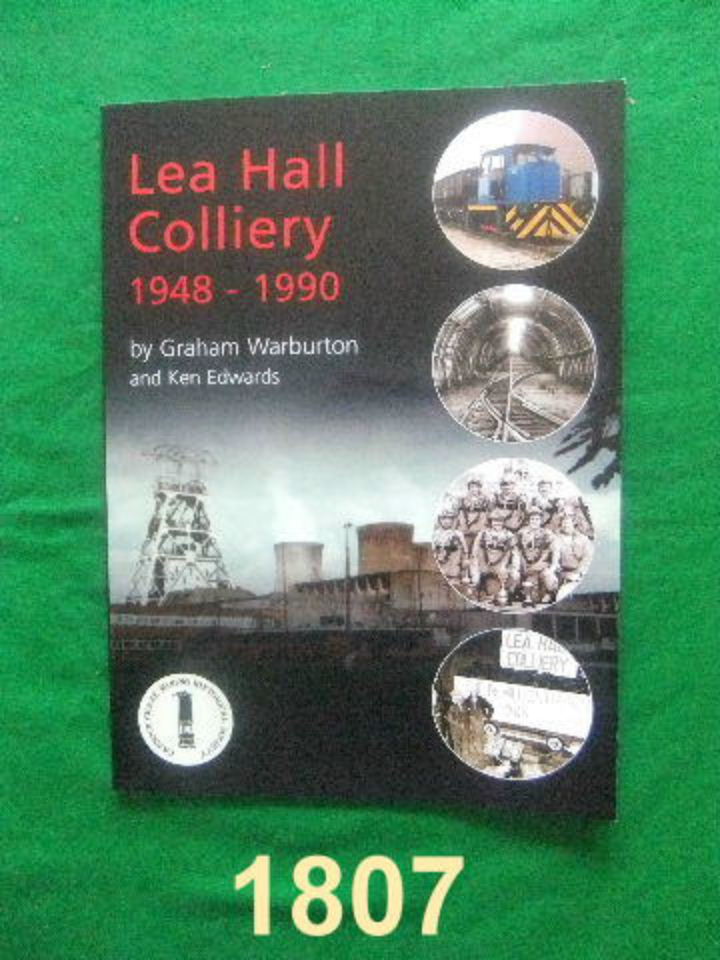 Lea Hall
Colliery
1948 - 1990
by Graham Warburton
and Ken Edwards
LEA HALL
COLLIERY
1807